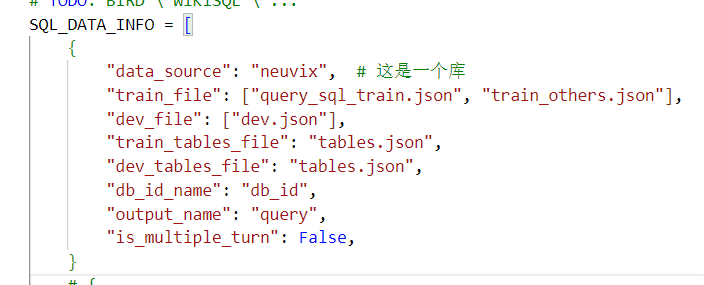 # TODO: BIRD \ WIKISQL \ ...
SQL_DATA_INFO = [
{
"data_source": "neuvix", # 这是一个库
"train_file": ["query_sql_train.json", "train_others.json"],
"dev_file": ["dev.json"],
"train_tables_file": "tables.json",
"dev_tables_file": "tables.json",
"db_id_name": "db_id",
"output_name": "query",
"is_multiple_turn": False,
}
# {